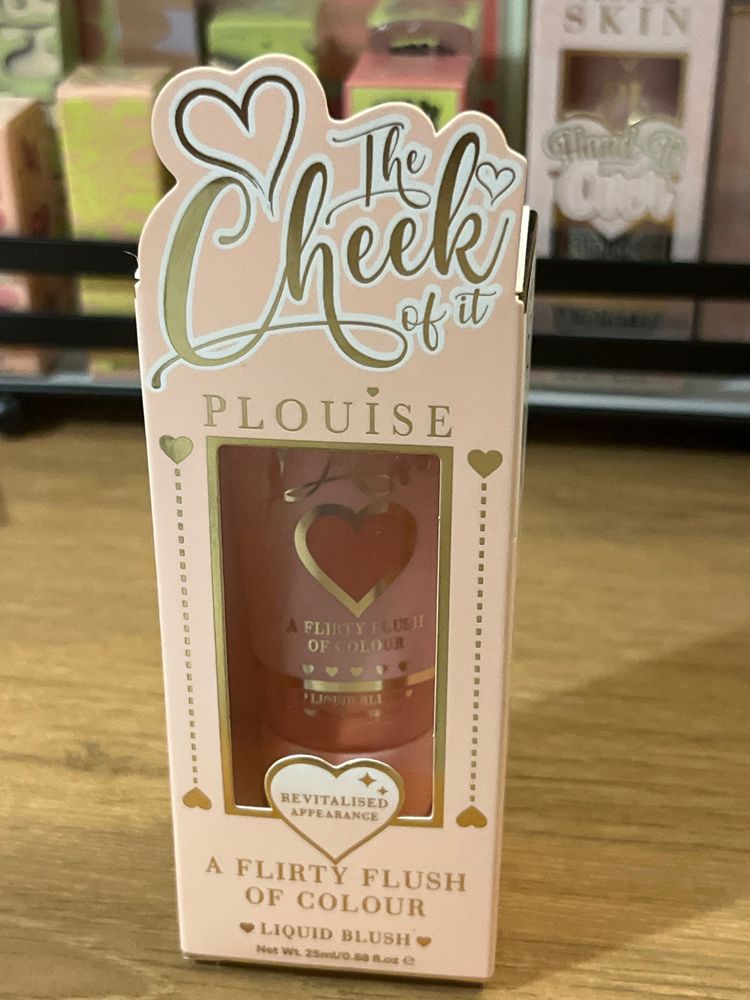 SKIN
The
Cheek
of it
PLOUiSE
A FLIRTY FLUSH
OF COLOUR
LIQUID BLUSH
REVITALISED
APPEARANCE
A FLIRTY FLUSH
OF COLOUR
LIQUID BLUSH
Net Wt. 25ml/0.88 fl.oz e